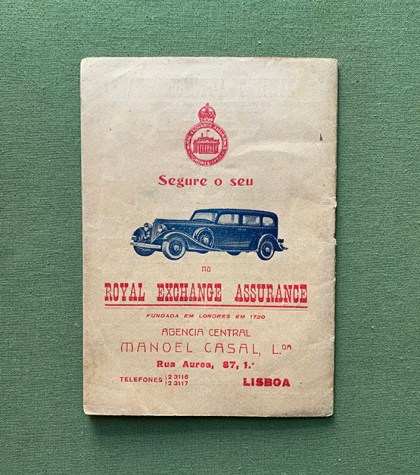 Segure o seu
na
ROYAL EXCHANGE ASSURANCE
FUNDADA EM LONDRES EM 1720
AGENCIA CENTRAL
MANOEL CASAL, L.DA
Rua Aurea, 87, 1.º
TELEFONES 2 3116
2 3117
LISBOA